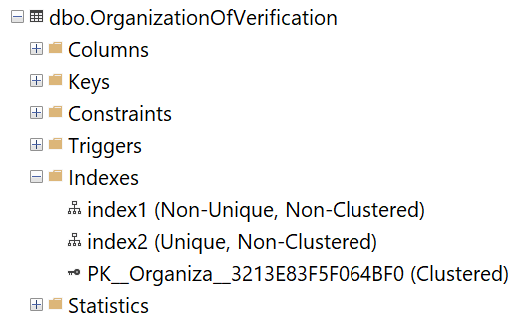 dbo.OrganizationOfVerification
Columns
Keys
Constraints
Triggers
Indexes
index1 (Non-Unique, Non-Clustered)
index2 (Unique, Non-Clustered)
PK__Organiza__3213E83F5F064BF0 (Clustered)
Statistics